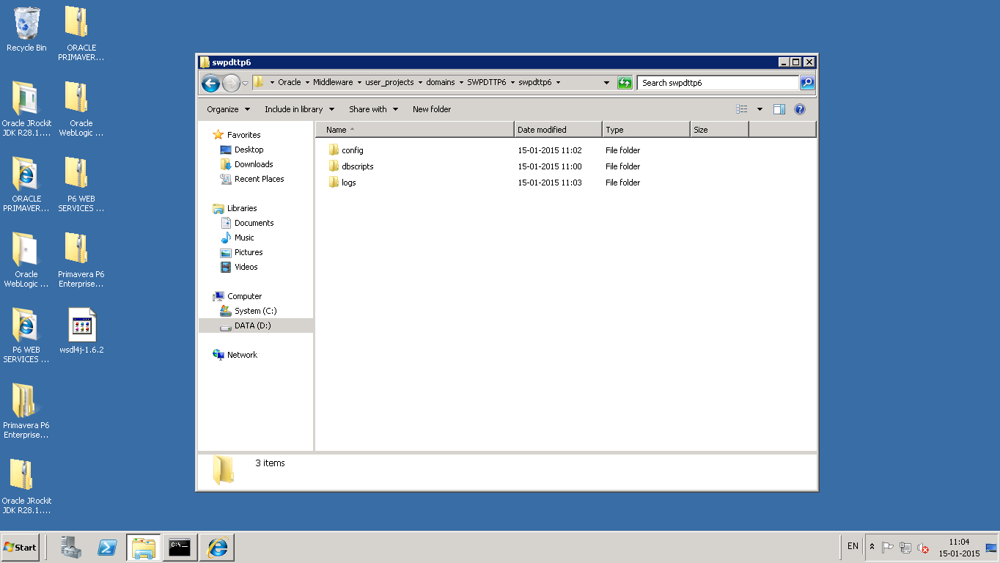 Recycle Bin
ORACLE
PRIMAVER...
Oracle JRockit
JDK R28.1....
Oracle
WebLogic ...
ORACLE
PRIMAVER...
P6 WEB
SERVICES ...
Oracle
WebLogic ...
Primavera P6
Enterprise...
P6 WEB
SERVICES ...
wsdl4j-1.6.2
Primavera P6
Enterprise...
Oracle JRockit
JDK R28.1....
swpdttp6
Oracle Middleware user_projects domains SWPDTTP6 swpdttp6
Search swpdttp6
Organize Include in library Share with New folder
Favorites
Desktop
Downloads
Recent Places
Libraries
Documents
Music
Pictures
Videos
Computer
System (C:)
DATA (D:)
Network
Name Date modified Type Size
config 15-01-2015 11:02 File folder
dbscripts 15-01-2015 11:00 File folder
logs 15-01-2015 11:03 File folder
3 items
Start
C:\_
EN
11:04
15-01-2015